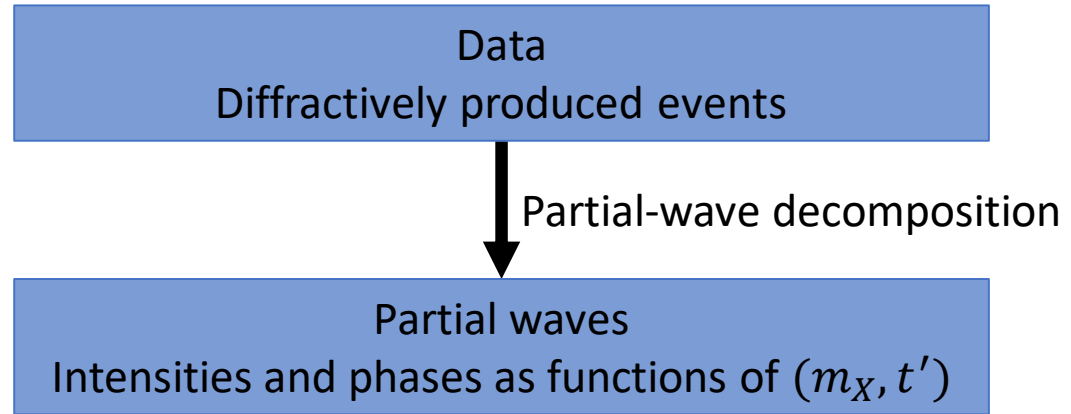 Data
Diffractively produced events
Partial-wave decomposition
Partial waves
Intensities and phases as functions of (m_X, t′)